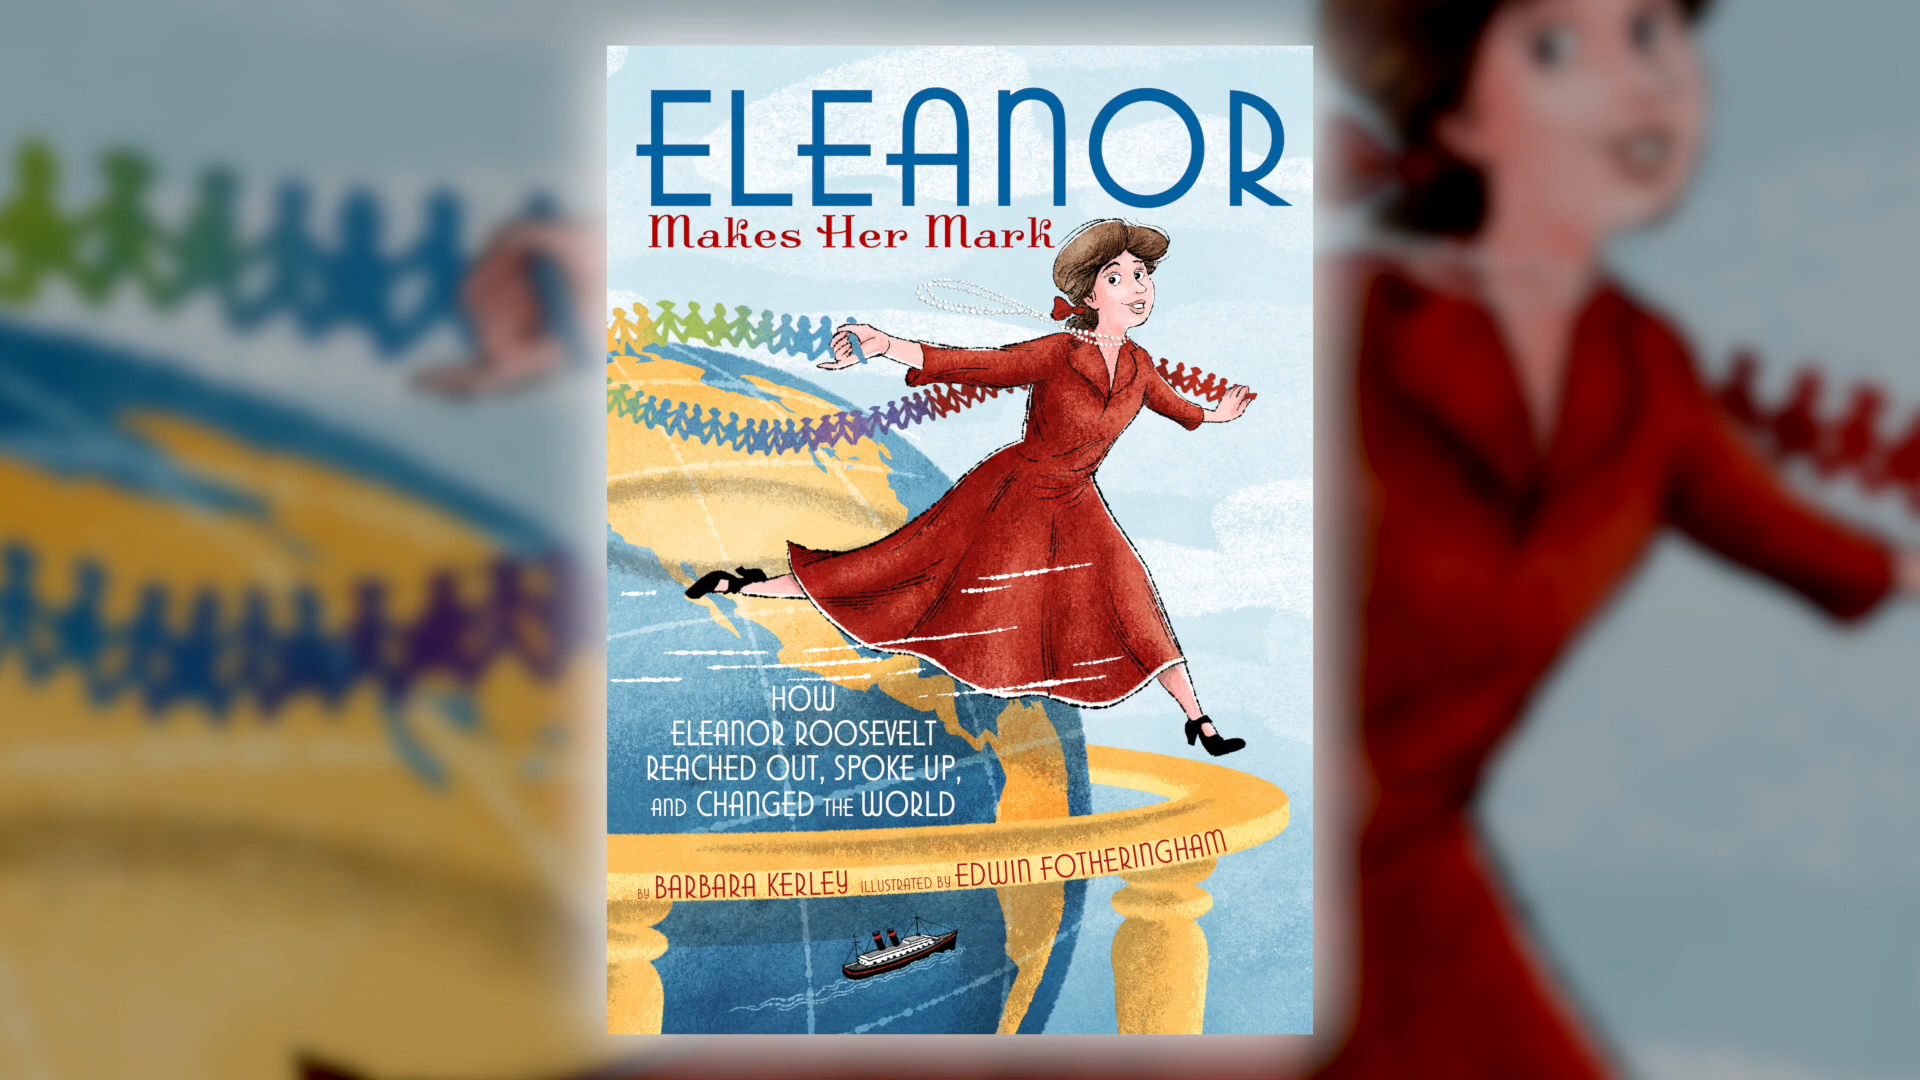 ELEANOR
Makes Her Mark
HOW
ELEANOR ROOSEVELT
REACHED OUT, SPOKE UP,
AND CHANGED THE WORLD
BY BARBARA KERLEY ILLUSTRATED BY EDWIN FOTHERINGHAM